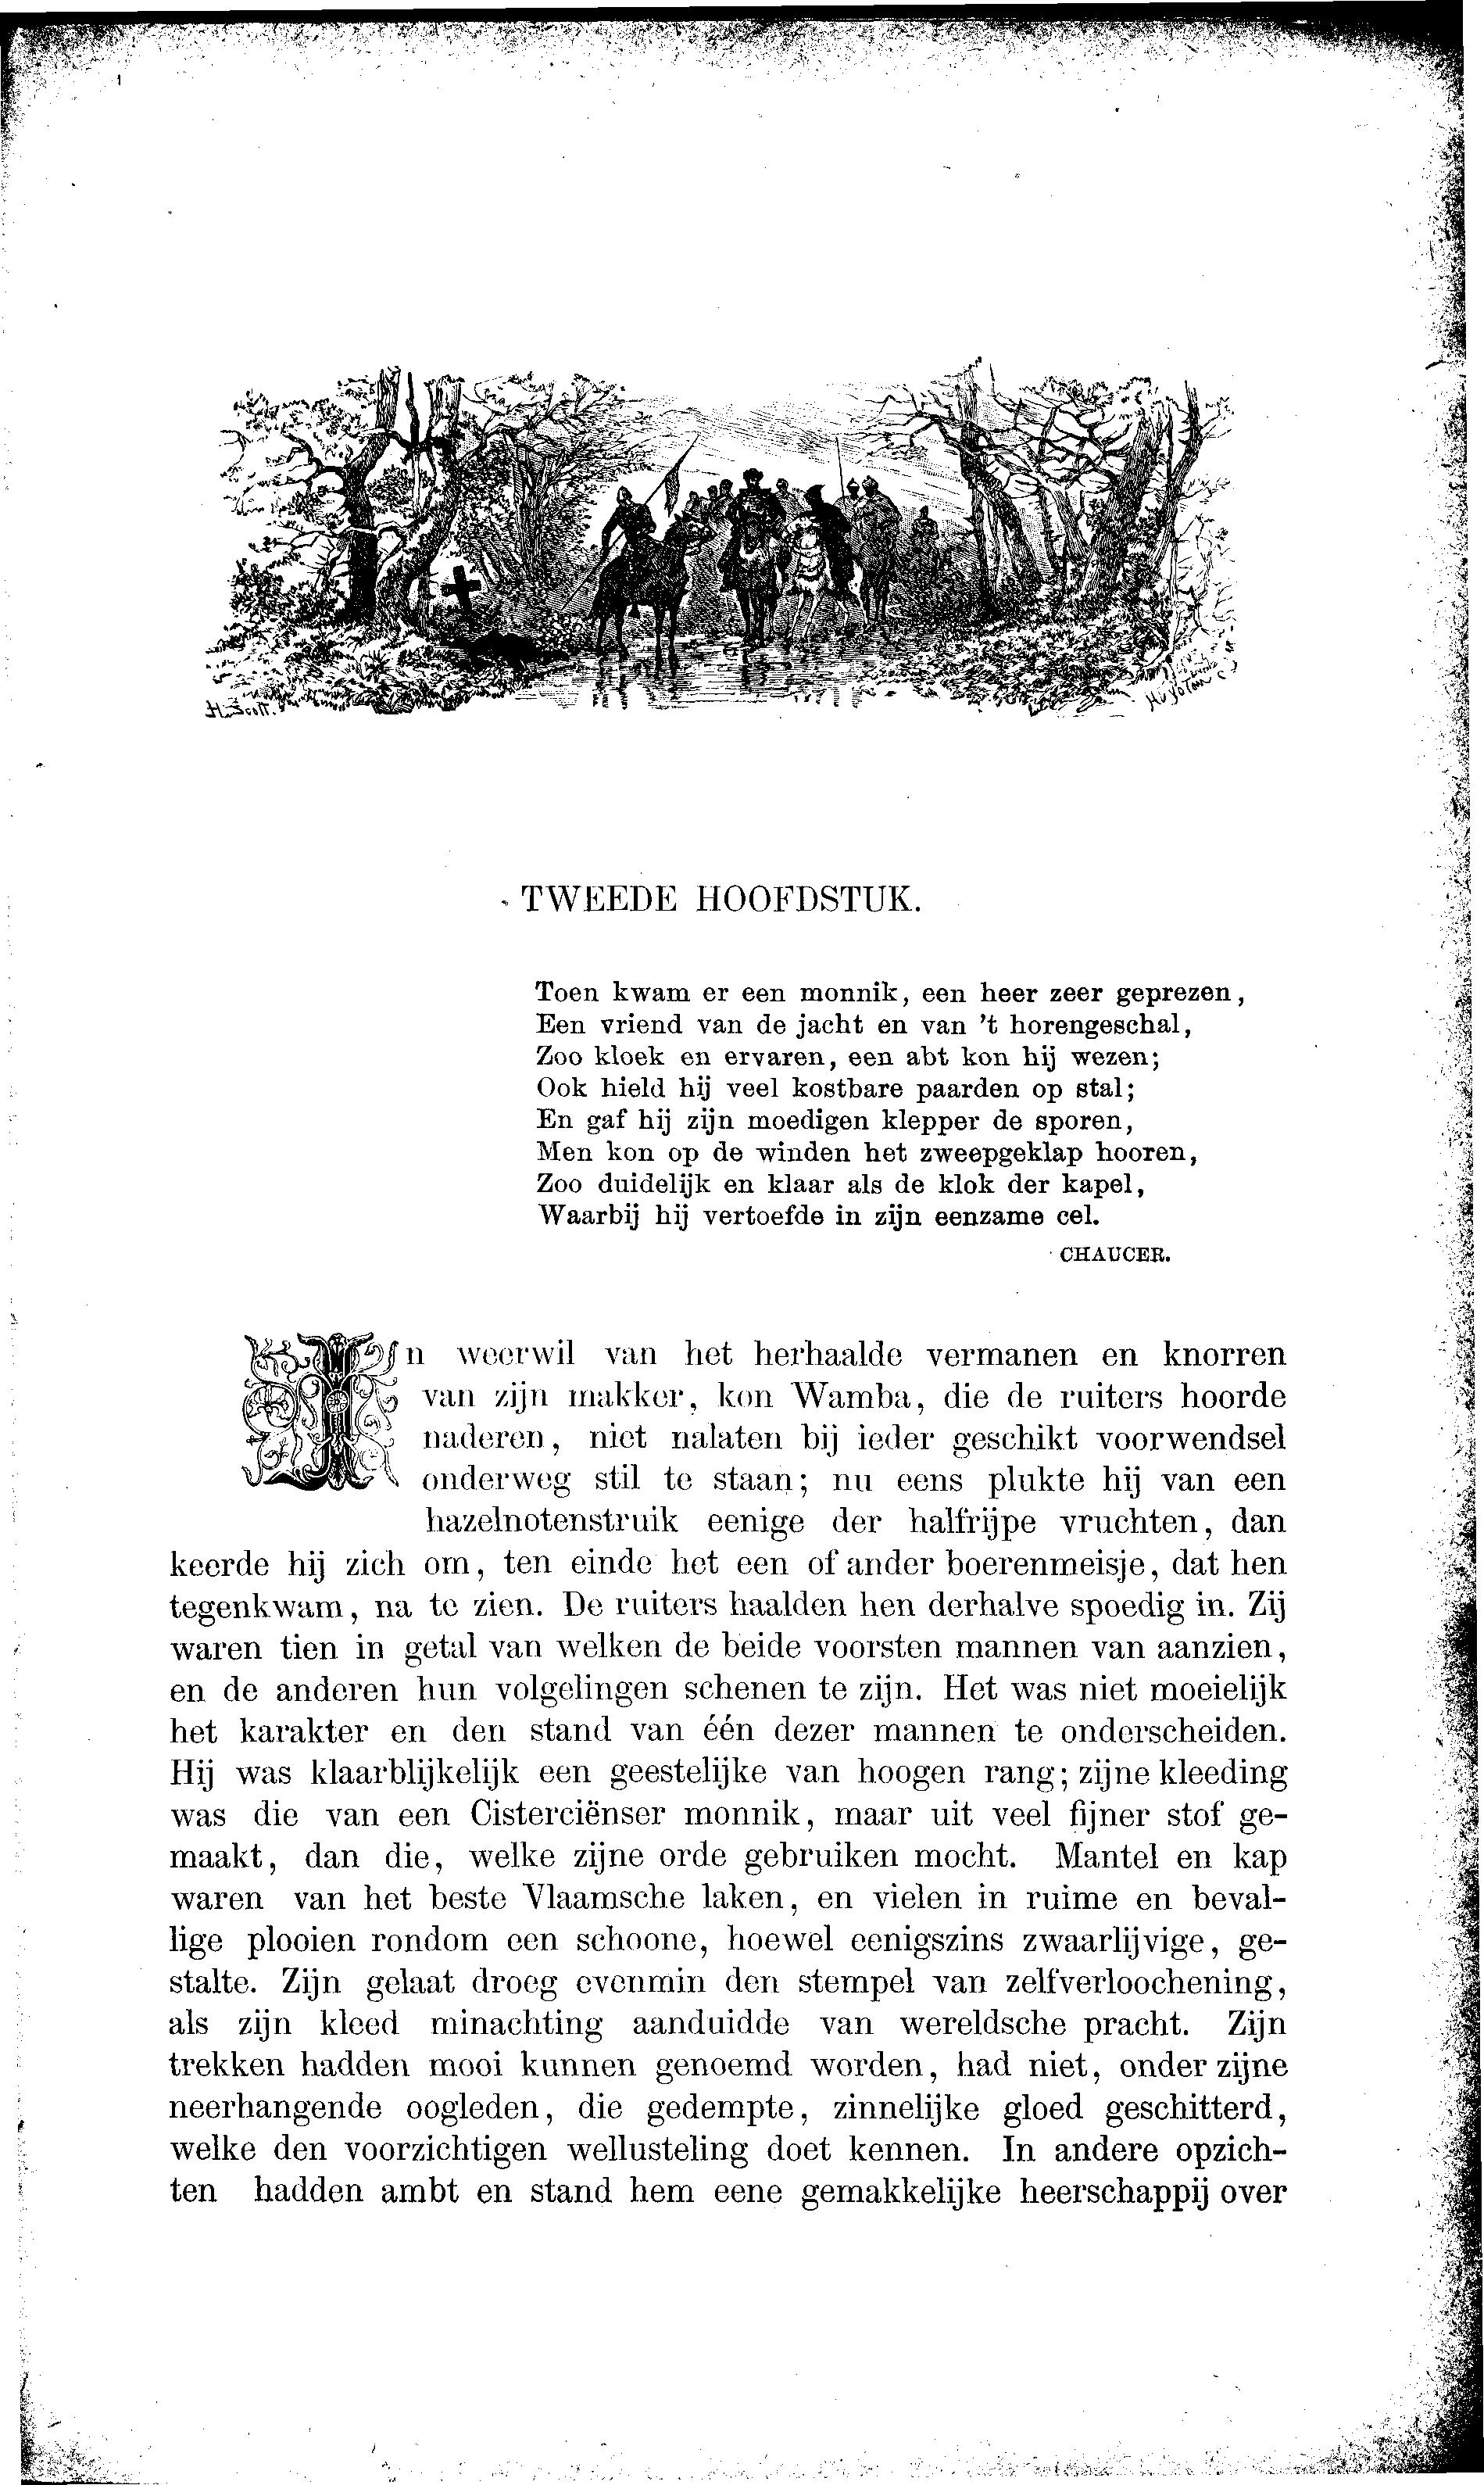 TWEEDE HOOFDSTUK.
Toen kwam er een monnik, een heer zeer geprezen,
Een vriend van de jacht en van 't horengeschal,
Zoo kloek en ervaren, een abt kon hij wezen;
Ook hield hij veel kostbare paarden op stal;
En gaf hij zijn moedigen klepper de sporen,
Men kon op de winden het zweepgeklap hooren,
Zoo duidelijk en klaar als de klok der kapel,
Waarbij hij vertoefde in zijn eenzame cel.
CHAUCER.
In weerwil van het herhaalde vermanen en knorren
van zijn makker, kon Wamba, die de ruiters hoorde
naderen, niet nalaten bij ieder geschikt voorwendsel
onderweg stil te staan; nu eens plukte hij van een
hazelnotenstruik eenige der halfrijpe vruchten, dan
keerde hij zich om, ten einde het een of ander boerenmeisje, dat hen
tegenkwam, na te zien. De ruiters haalden hen derhalve spoedig in. Zij
waren tien in getal van welken de beide voorsten mannen van aanzien,
en de anderen hun volgelingen schenen te zijn. Het was niet moeielijk
het karakter en den stand van één dezer mannen te onderscheiden.
Hij was klaarblijkelijk een geestelijke van hoogen rang; zijne kleeding
was die van een Cisterciënser monnik, maar uit veel fijner stof ge-
maakt, dan die, welke zijne orde gebruiken mocht. Mantel en kap
waren van het beste Vlaamsche laken, en vielen in ruime en beval-
lige plooien rondom een schoone, hoewel eenigszins zwaarlijvige, ge-
stalte. Zijn gelaat droeg evenmin den stempel van zelfverloochening,
als zijn kleed minachting aanduidde van wereldsche pracht. Zijn
trekken hadden mooi kunnen genoemd worden, had niet, onder zijne
neerhangende oogleden, die gedempte, zinnelijke gloed geschitterd,
welke den voorzichtigen wellusteling doet kennen. In andere opzich-
ten hadden ambt en stand hem eene gemakkelijke heerschappij over